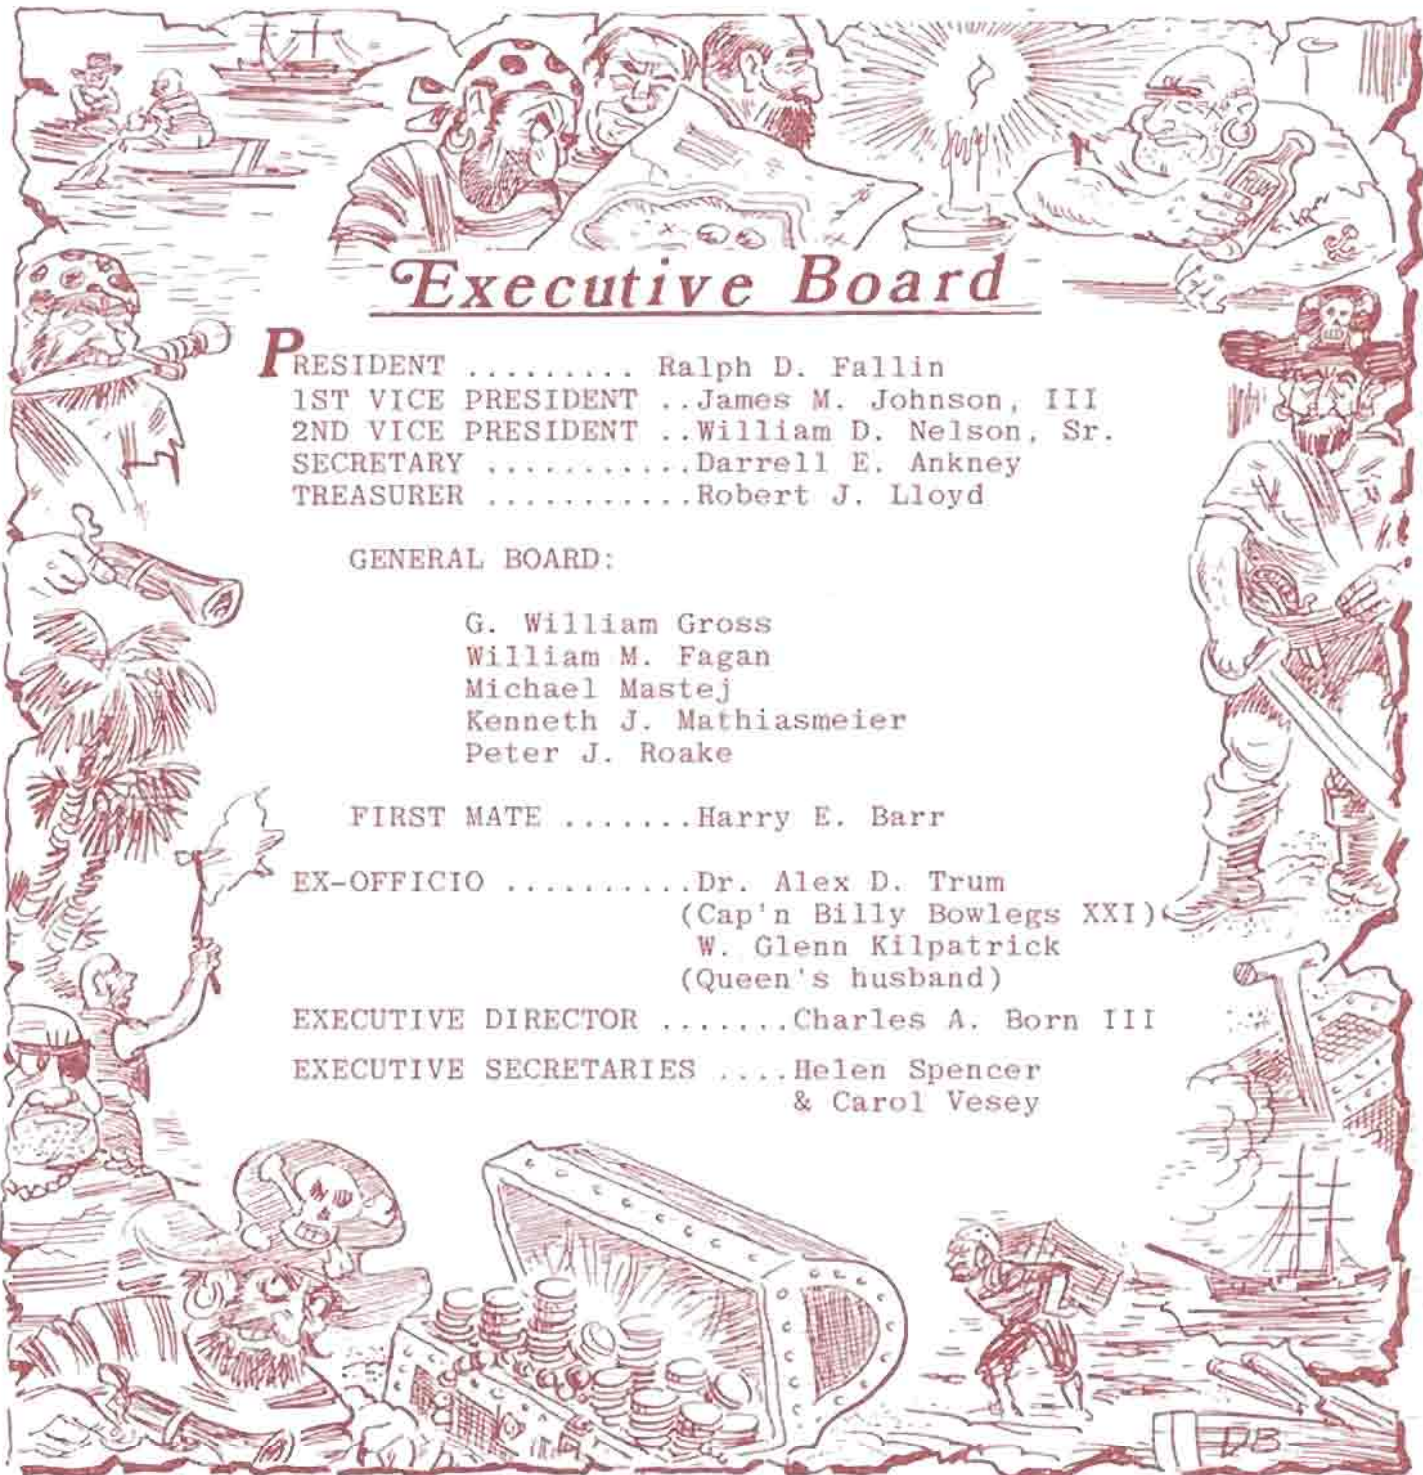 RUM
Executive Board
PRESIDENT ......... Ralph D. Fallin
1ST VICE PRESIDENT ..James M. Johnson, III
2ND VICE PRESIDENT ..William D. Nelson, Sr.
SECRETARY ...........Darrell E. Ankney
TREASURER ...........Robert J. Lloyd
GENERAL BOARD:
G. William Gross
William M. Fagan
Michael Mastej
Kenneth J. Mathiasmeier
Peter J. Roake
FIRST MATE .......Harry E. Barr
EX-OFFICIO ..........Dr. Alex D. Trum
(Cap'n Billy Bowlegs XXI)
W. Glenn Kilpatrick
(Queen's husband)
EXECUTIVE DIRECTOR .......Charles A. Born III
EXECUTIVE SECRETARIES ....Helen Spencer
& Carol Vesey
DB